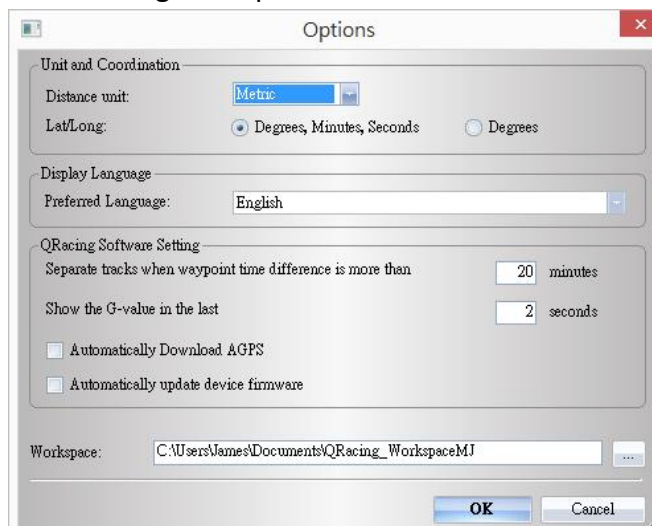 Options
Unit and Coordination
Distance unit: Metric
Lat/Long: Degrees, Minutes, Seconds Degrees
Display Language
Preferred Language: English
QRacing Software Setting
Separate tracks when waypoint time difference is more than 20 minutes
Show the G-value in the last 2 seconds
Automatically Download AGPS
Automatically update device firmware
Workspace: C:\Users\James\Documents\QRacing_WorkspaceMJ ...
OK Cancel